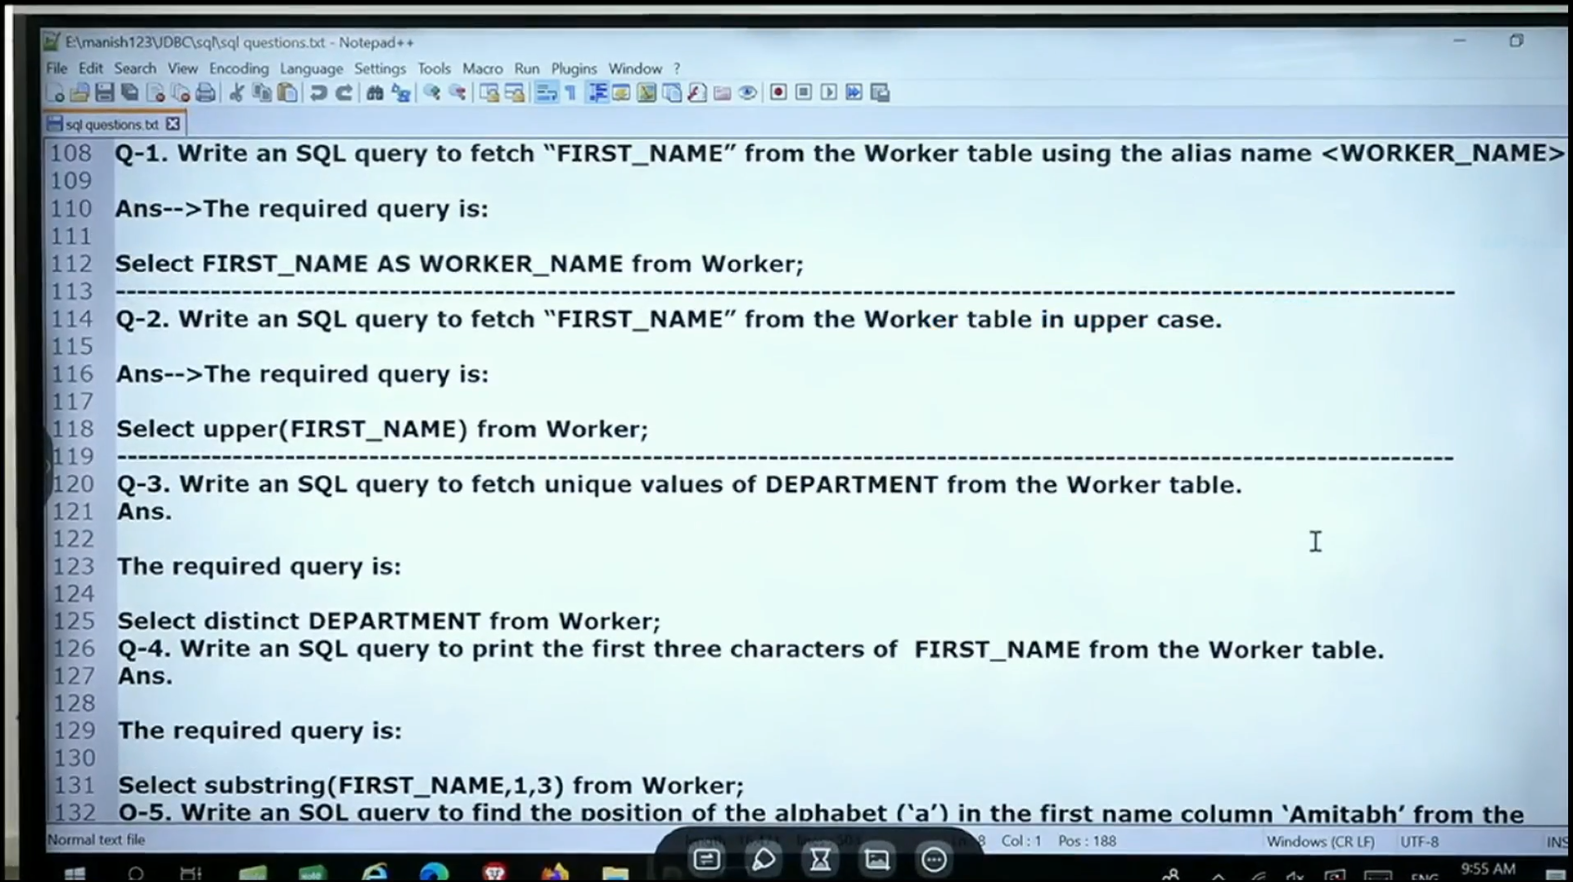 E:\manish123\JDBC\sql\sql questions.txt - Notepad++
File Edit Search View Encoding Language Settings Tools Macro Run Plugins Window ?
sql questions.txt
108 Q-1. Write an SQL query to fetch “FIRST_NAME” from the Worker table using the alias name <WORKER_NAME>
109
110 Ans-->The required query is:
111
112 Select FIRST_NAME AS WORKER_NAME from Worker;
113 --------------------------------------------------------------------------------------------------------------------------------
114 Q-2. Write an SQL query to fetch “FIRST_NAME” from the Worker table in upper case.
115
116 Ans-->The required query is:
117
118 Select upper(FIRST_NAME) from Worker;
119 --------------------------------------------------------------------------------------------------------------------------------
120 Q-3. Write an SQL query to fetch unique values of DEPARTMENT from the Worker table.
121 Ans.
122
123 The required query is:
124
125 Select distinct DEPARTMENT from Worker;
126 Q-4. Write an SQL query to print the first three characters of  FIRST_NAME from the Worker table.
127 Ans.
128
129 The required query is:
130
131 Select substring(FIRST_NAME,1,3) from Worker;
132 Q-5. Write an SQL query to find the position of the alphabet (‘a’) in the first name column ‘Amitabh’ from the
Normal text file 8 Col : 1 Pos : 188 Windows (CR LF) UTF-8 INS
ENG 9:55 AM